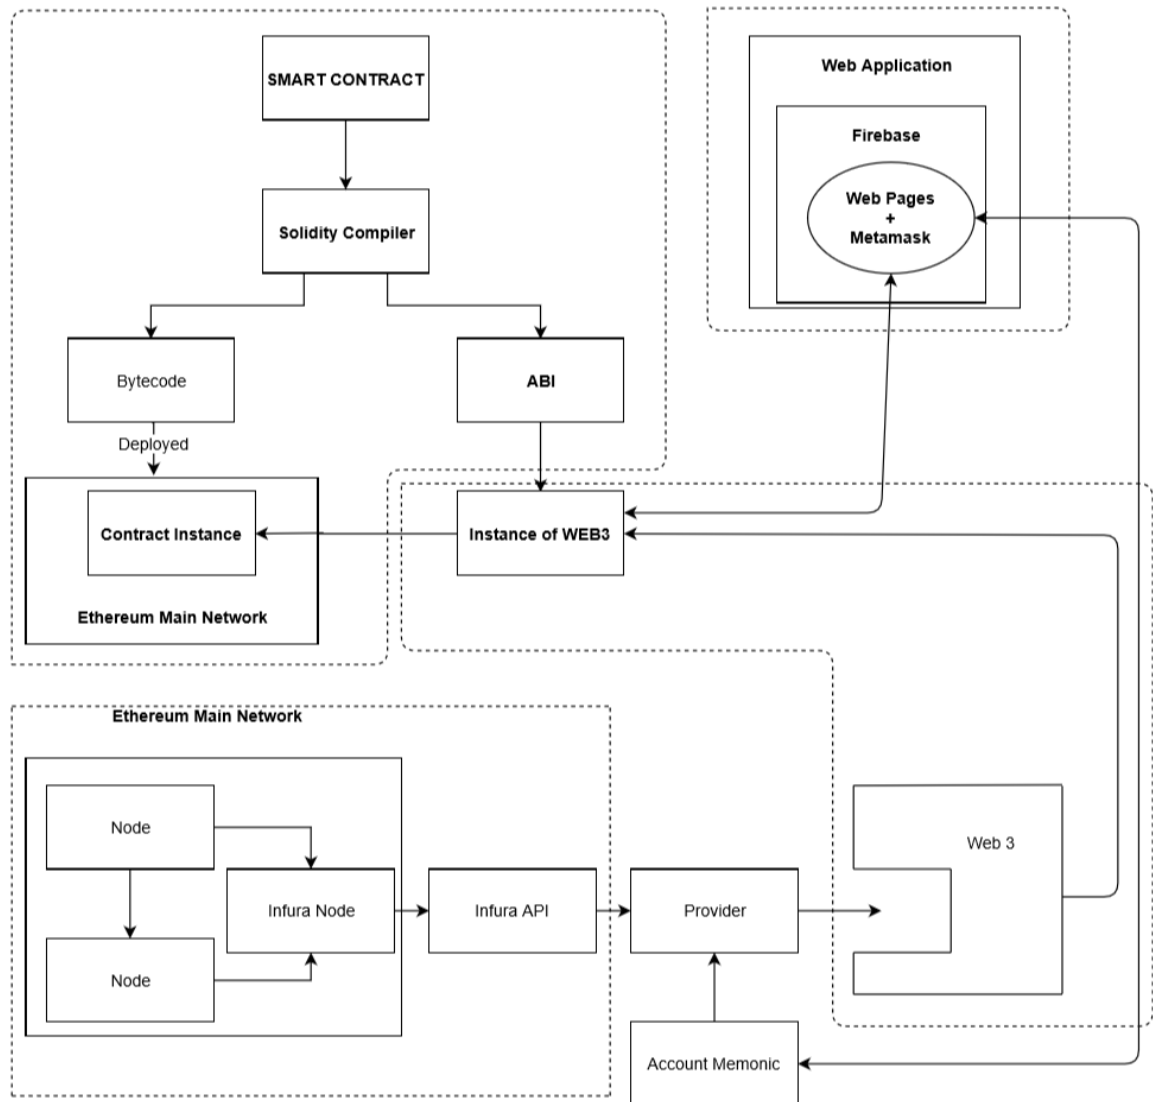 SMART CONTRACT
Solidity Compiler
Bytecode
ABI
Deployed
Contract Instance
Ethereum Main Network
Instance of WEB3
Web Application
Firebase
Web Pages
+
Metamask
Ethereum Main Network
Node
Node
Infura Node
Infura API
Provider
Web 3
Account Memonic